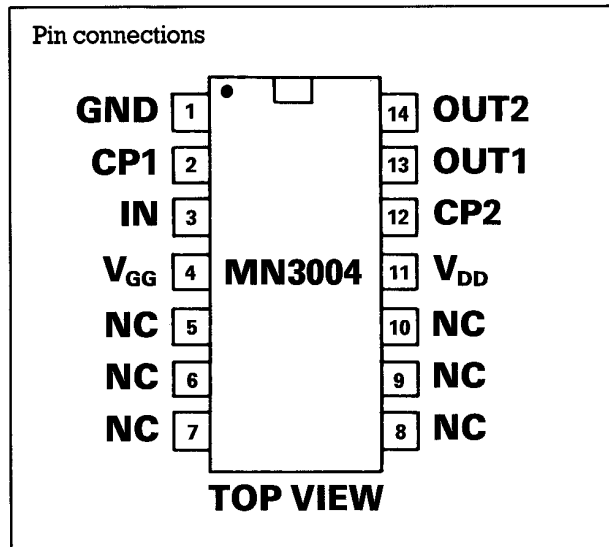 Pin connections
GND 1 14 OUT2
CP1 2 13 OUT1
IN 3 12 CP2
VGG 4 MN3004 11 VDD
NC 5 10 NC
NC 6 9 NC
NC 7 8 NC
TOP VIEW